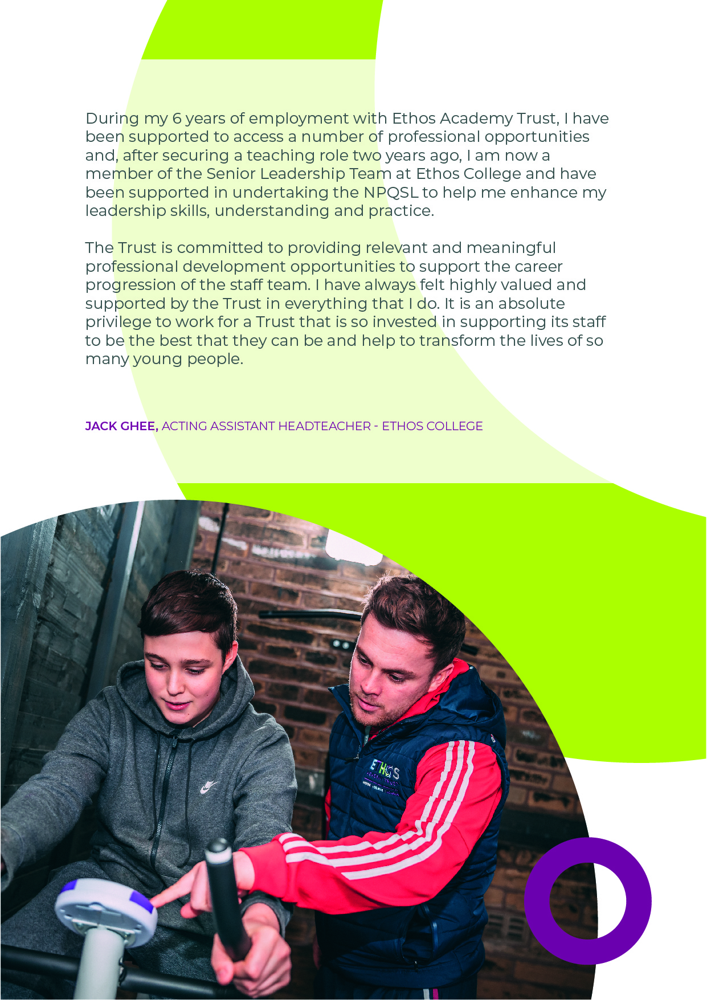 During my 6 years of employment with Ethos Academy Trust, I have
been supported to access a number of professional opportunities
and, after securing a teaching role two years ago, I am now a
member of the Senior Leadership Team at Ethos College and have
been supported in undertaking the NPQSL to help me enhance my
leadership skills, understanding and practice.
The Trust is committed to providing relevant and meaningful
professional development opportunities to support the career
progression of the staff team. I have always felt highly valued and
supported by the Trust in everything that I do. It is an absolute
privilege to work for a Trust that is so invested in supporting its staff
to be the best that they can be and help to transform the lives of so
many young people.
JACK GHEE, ACTING ASSISTANT HEADTEACHER - ETHOS COLLEGE
ETHOS
ACADEMY TRUST